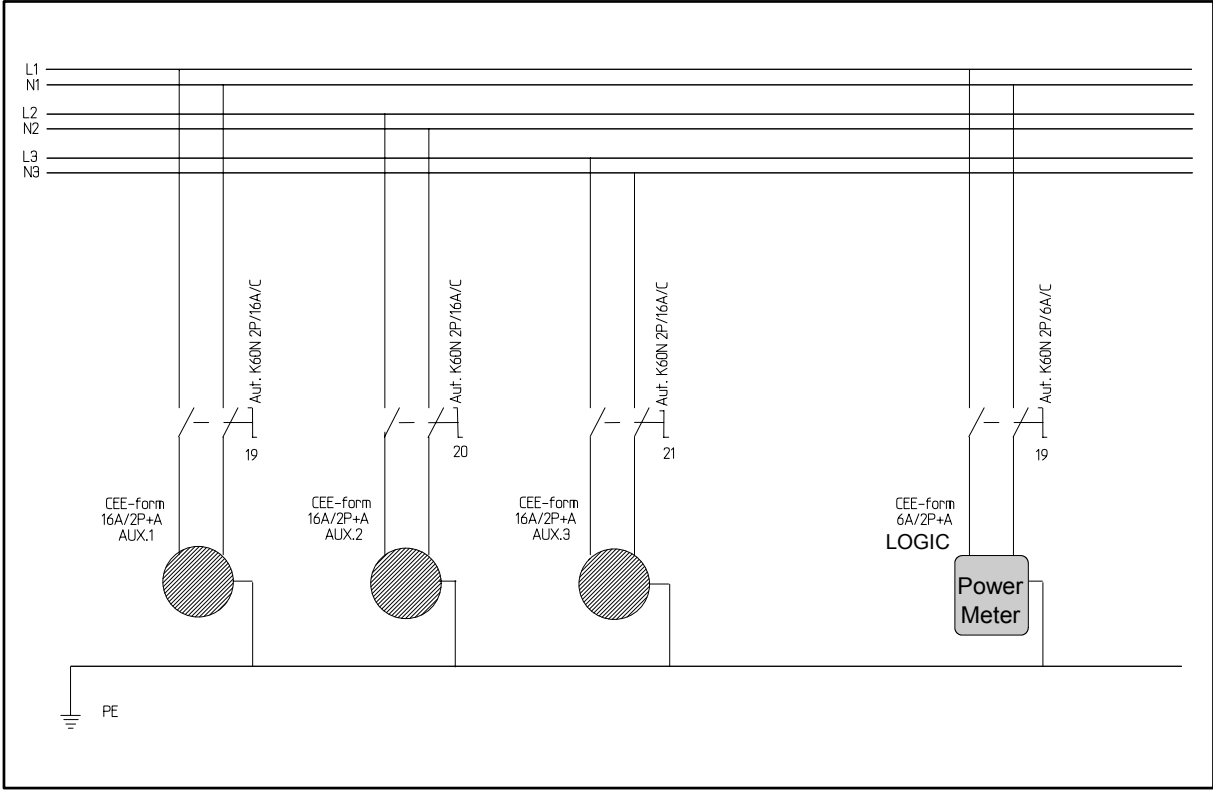 L1
N1
L2
N2
L3
N3
Aut. K60N 2P/16A/C
Aut. K60N 2P/16A/C
Aut. K60N 2P/16A/C
Aut. K60N 2P/6A/C
19
20
21
19
CEE-form
16A/2P+A
AUX.1
CEE-form
16A/2P+A
AUX.2
CEE-form
16A/2P+A
AUX.3
CEE-form
6A/2P+A
LOGIC
Power
Meter
PE